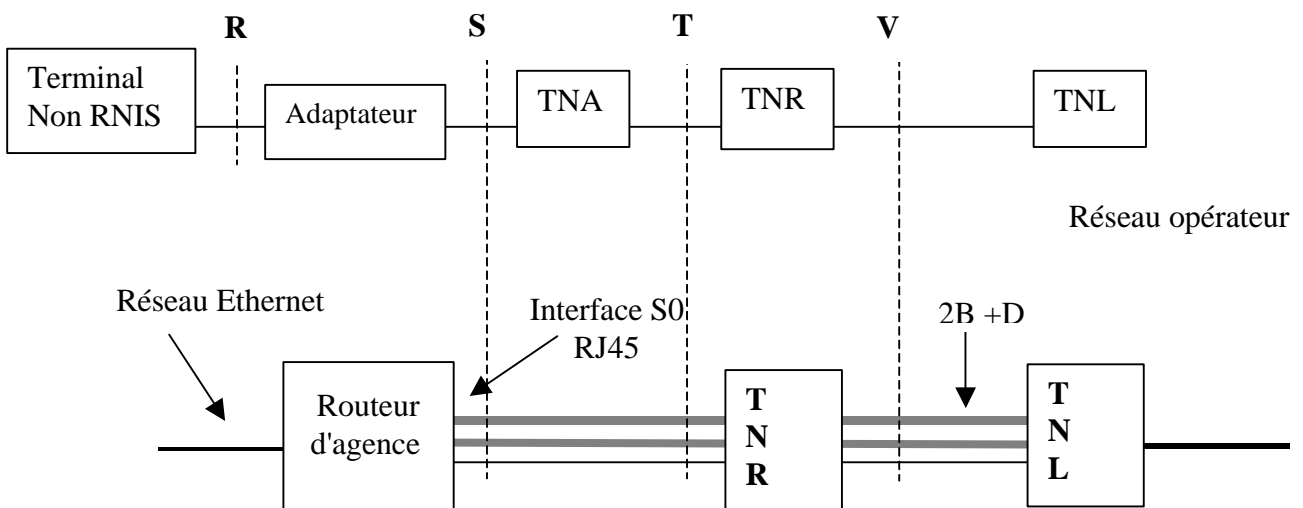 R
S
T
V
Terminal
Non RNIS
Adaptateur
TNA
TNR
TNL
Réseau opérateur
Réseau Ethernet
Interface S0
RJ45
2B +D
Routeur
d'agence
T
N
R
T
N
L